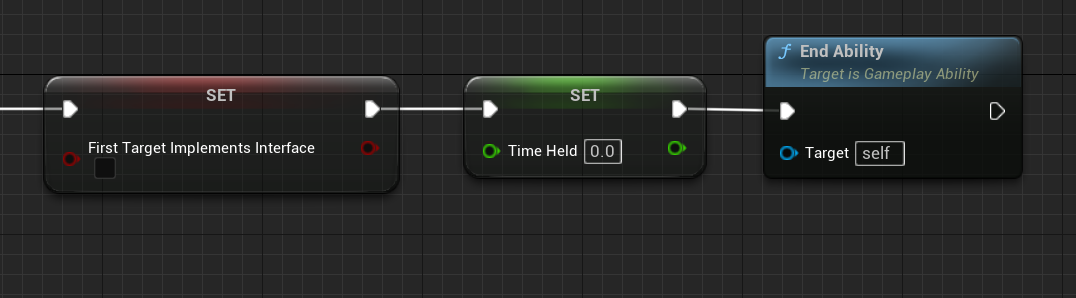 SET
First Target Implements Interface
SET
Time Held 0.0
f End Ability
Target is Gameplay Ability
Target self